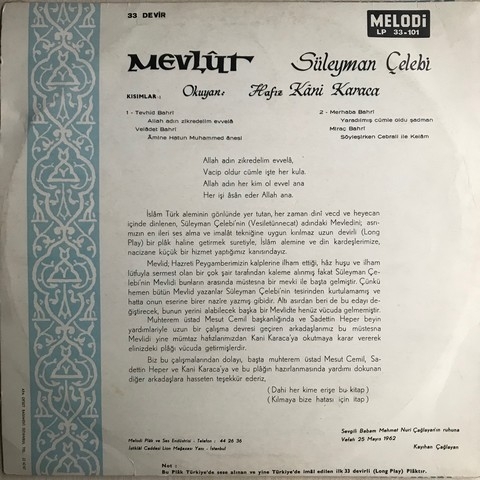 33 DEVİR
MELODİ
LP 33-101
MEVLÛT Süleyman Çelebi
KISIMLAR: Okuyan: Hafız Kâni Karaca
1 - Tevhid Bahri
Allah adın zikredelim evvelâ
Velâdet Bahri
Âmine Hatun Muhammed ânesi
2 - Merhaba Bahri
Yaradılmış cümle oldu şadman
Miraç Bahri
Söyleşirken Cebrail ile Kelâm
Allah adın zikredelim evvelâ,
Vacip oldur cümle işte her kula.
Allah adın her kim ol evvel ana
Her işi âsân eder Allah ana.
İslâm Türk aleminin gönlünde yer tutan, her zaman dinî vecd ve heyecan
içinde dinlenen, Süleyman Çelebi'nin (Vesiletünnecat) adındaki Mevledini; asrı-
mızın en ileri ses alma ve imalât tekniğine uygun kırılmaz uzun devirli (Long
Play) bir plâk haline getirmek suretiyle, İslâm alemine ve din kardeşlerimize,
nacizane küçük bir hizmet yaptığımız kanısındayız.
Mevlid, Hazreti Peygamberimizin kalplerine ilham ettiği, hâz huşu ve ilham
lûtfuyla sermest olan bir çok şair tarafından kaleme alınmış fakat Süleyman Çe-
lebi'nin Mevlidi bunların arasında müstesna bir mevki ile başta gelmiştir. Çünkü
hemen bütün Mevlid yazarlar Süleyman Çelebi'nin tesirinden kurtulamamış ve
hatta onun eserine birer nazîre yazmış gibidir. Altı asırdan beri de bu edayı de-
ğiştirecek, bunun yerini alabilecek başka bir Mevlidte henüz vücuda gelmemiştir.
Muhterem üstad Mesut Cemil başkanlığında ve Sadettin Heper beyin
yardımlariyle uzun bir çalışma devresi geçiren arkadaşlarımız bu müstesna
Mevlidi yine mümtaz hafızlarımızdan Kani Karaca'ya okutmaya karar vererek
elinizdeki plâğı vücuda getirmişlerdir.
Biz bu çalışmalarından dolayı, başta muhterem üstad Mesut Cemil, Sa-
dettin Heper ve Kani Karaca'ya ve bu plâğın hazırlanmasında yardımı dokunan
diğer arkadaşlara hasseten teşekkür ederiz,
(Dahi her kime erişe bu kitap)
(Kılmaya bize hatası için itap)
Sevgili Babam Mehmet Nuri Çağlayan'ın ruhuna
Vefatı 25 Mayıs 1962
Kayıhan Çağlayan
Melodi Plâk ve Ses Endüstrisi - Telefon : 44 26 56
İstiklâl Caddesi Lion Mağazası Yanı. - İstanbul
Not :
Bu Plâk Türkiye'de sese alınan ve yine Türkiye'de imâl edilen ilk 33 devirli (Long Play) Plâktır.